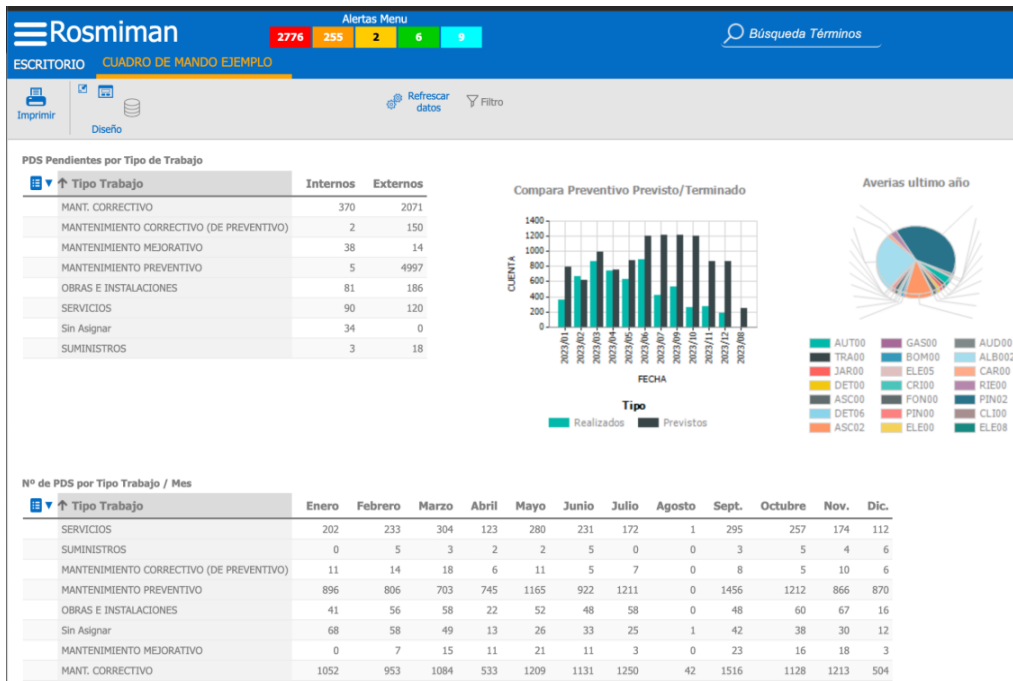 Rosmiman
Alertas Menu
2776 255 2 6 9
Búsqueda Términos
ESCRITORIO CUADRO DE MANDO EJEMPLO
Imprimir
Diseño
Refrescar datos
Filtro
PDS Pendientes por Tipo de Trabajo
Tipo Trabajo Internos Externos
MANT. CORRECTIVO 370 2071
MANTENIMIENTO CORRECTIVO (DE PREVENTIVO) 2 150
MANTENIMIENTO MEJORATIVO 38 14
MANTENIMIENTO PREVENTIVO 5 4997
OBRAS E INSTALACIONES 81 186
SERVICIOS 90 120
Sin Asignar 34 0
SUMINISTROS 3 18
Compara Preventivo Previsto/Terminado
CUENTA
1400
1200
1000
800
600
400
200
0
2023/01 2023/02 2023/03 2023/04 2023/05 2023/06 2023/07 2023/09 2023/10 2023/11 2023/12 2023/08
FECHA
Tipo
Realizados Previstos
Averias ultimo año
AUT00 GAS00 AUD00
TRA00 BOM00 ALB002
JAR00 ELE05 CAR00
DET00 CRI00 RIE00
ASC00 FON00 PIN02
DET06 PIN00 CLI00
ASC02 ELE00 ELE08
Nº de PDS por Tipo Trabajo / Mes
Tipo Trabajo Enero Febrero Marzo Abril Mayo Junio Julio Agosto Sept. Octubre Nov. Dic.
SERVICIOS 202 233 304 123 280 231 172 1 295 257 174 112
SUMINISTROS 0 5 3 2 2 5 0 0 3 5 4 6
MANTENIMIENTO CORRECTIVO (DE PREVENTIVO) 11 14 18 6 11 5 7 0 8 5 10 6
MANTENIMIENTO PREVENTIVO 896 806 703 745 1165 922 1211 0 1456 1212 866 870
OBRAS E INSTALACIONES 41 56 58 22 52 48 58 0 48 60 67 16
Sin Asignar 68 58 49 13 26 33 25 1 42 38 30 12
MANTENIMIENTO MEJORATIVO 0 7 15 11 21 11 3 0 23 16 18 3
MANT. CORRECTIVO 1052 953 1084 533 1209 1131 1250 42 1516 1128 1213 504